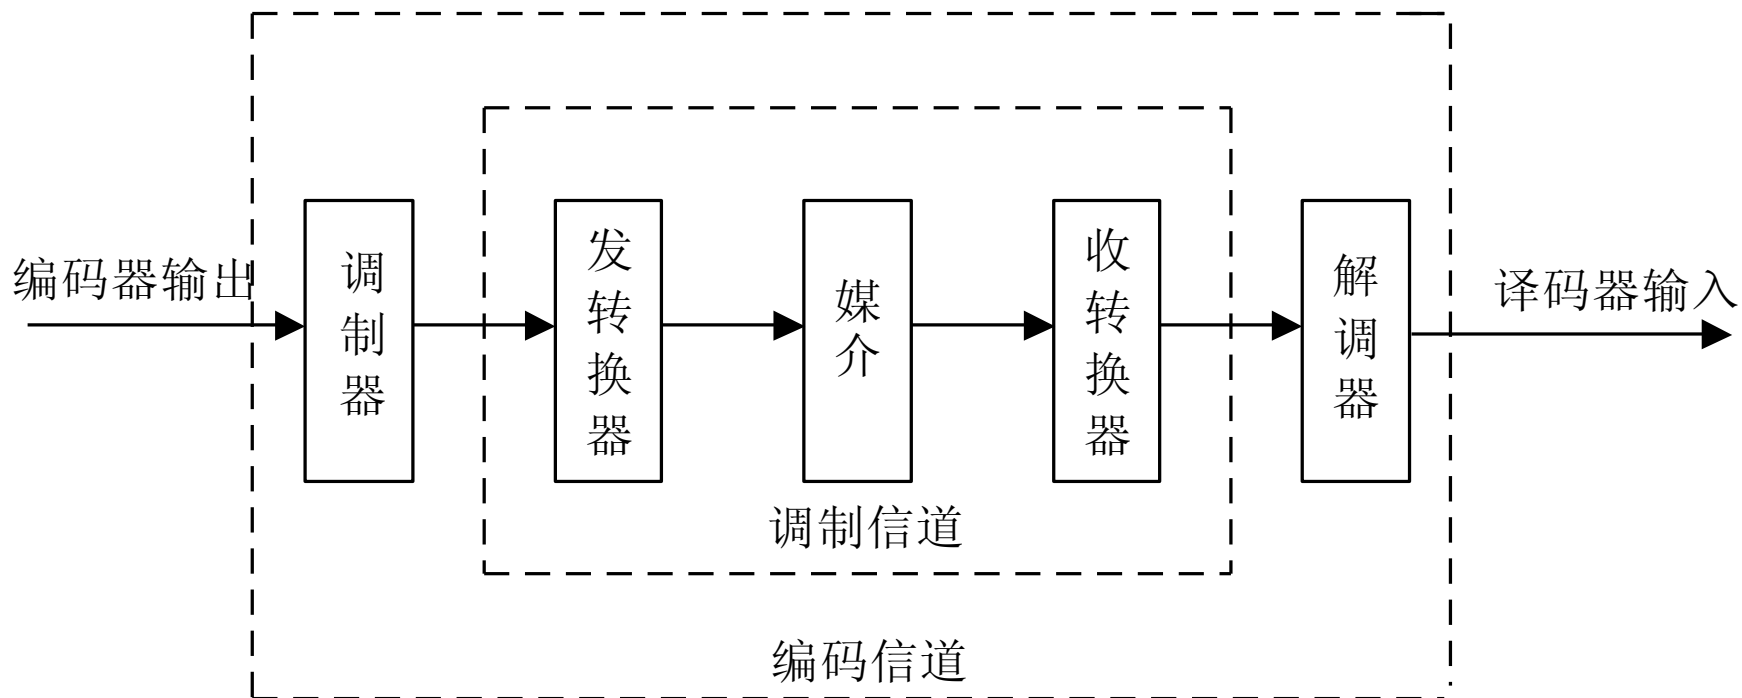 编码器输出
调制器
发转换器
媒介
收转换器
解调器
译码器输入
调制信道
编码信道